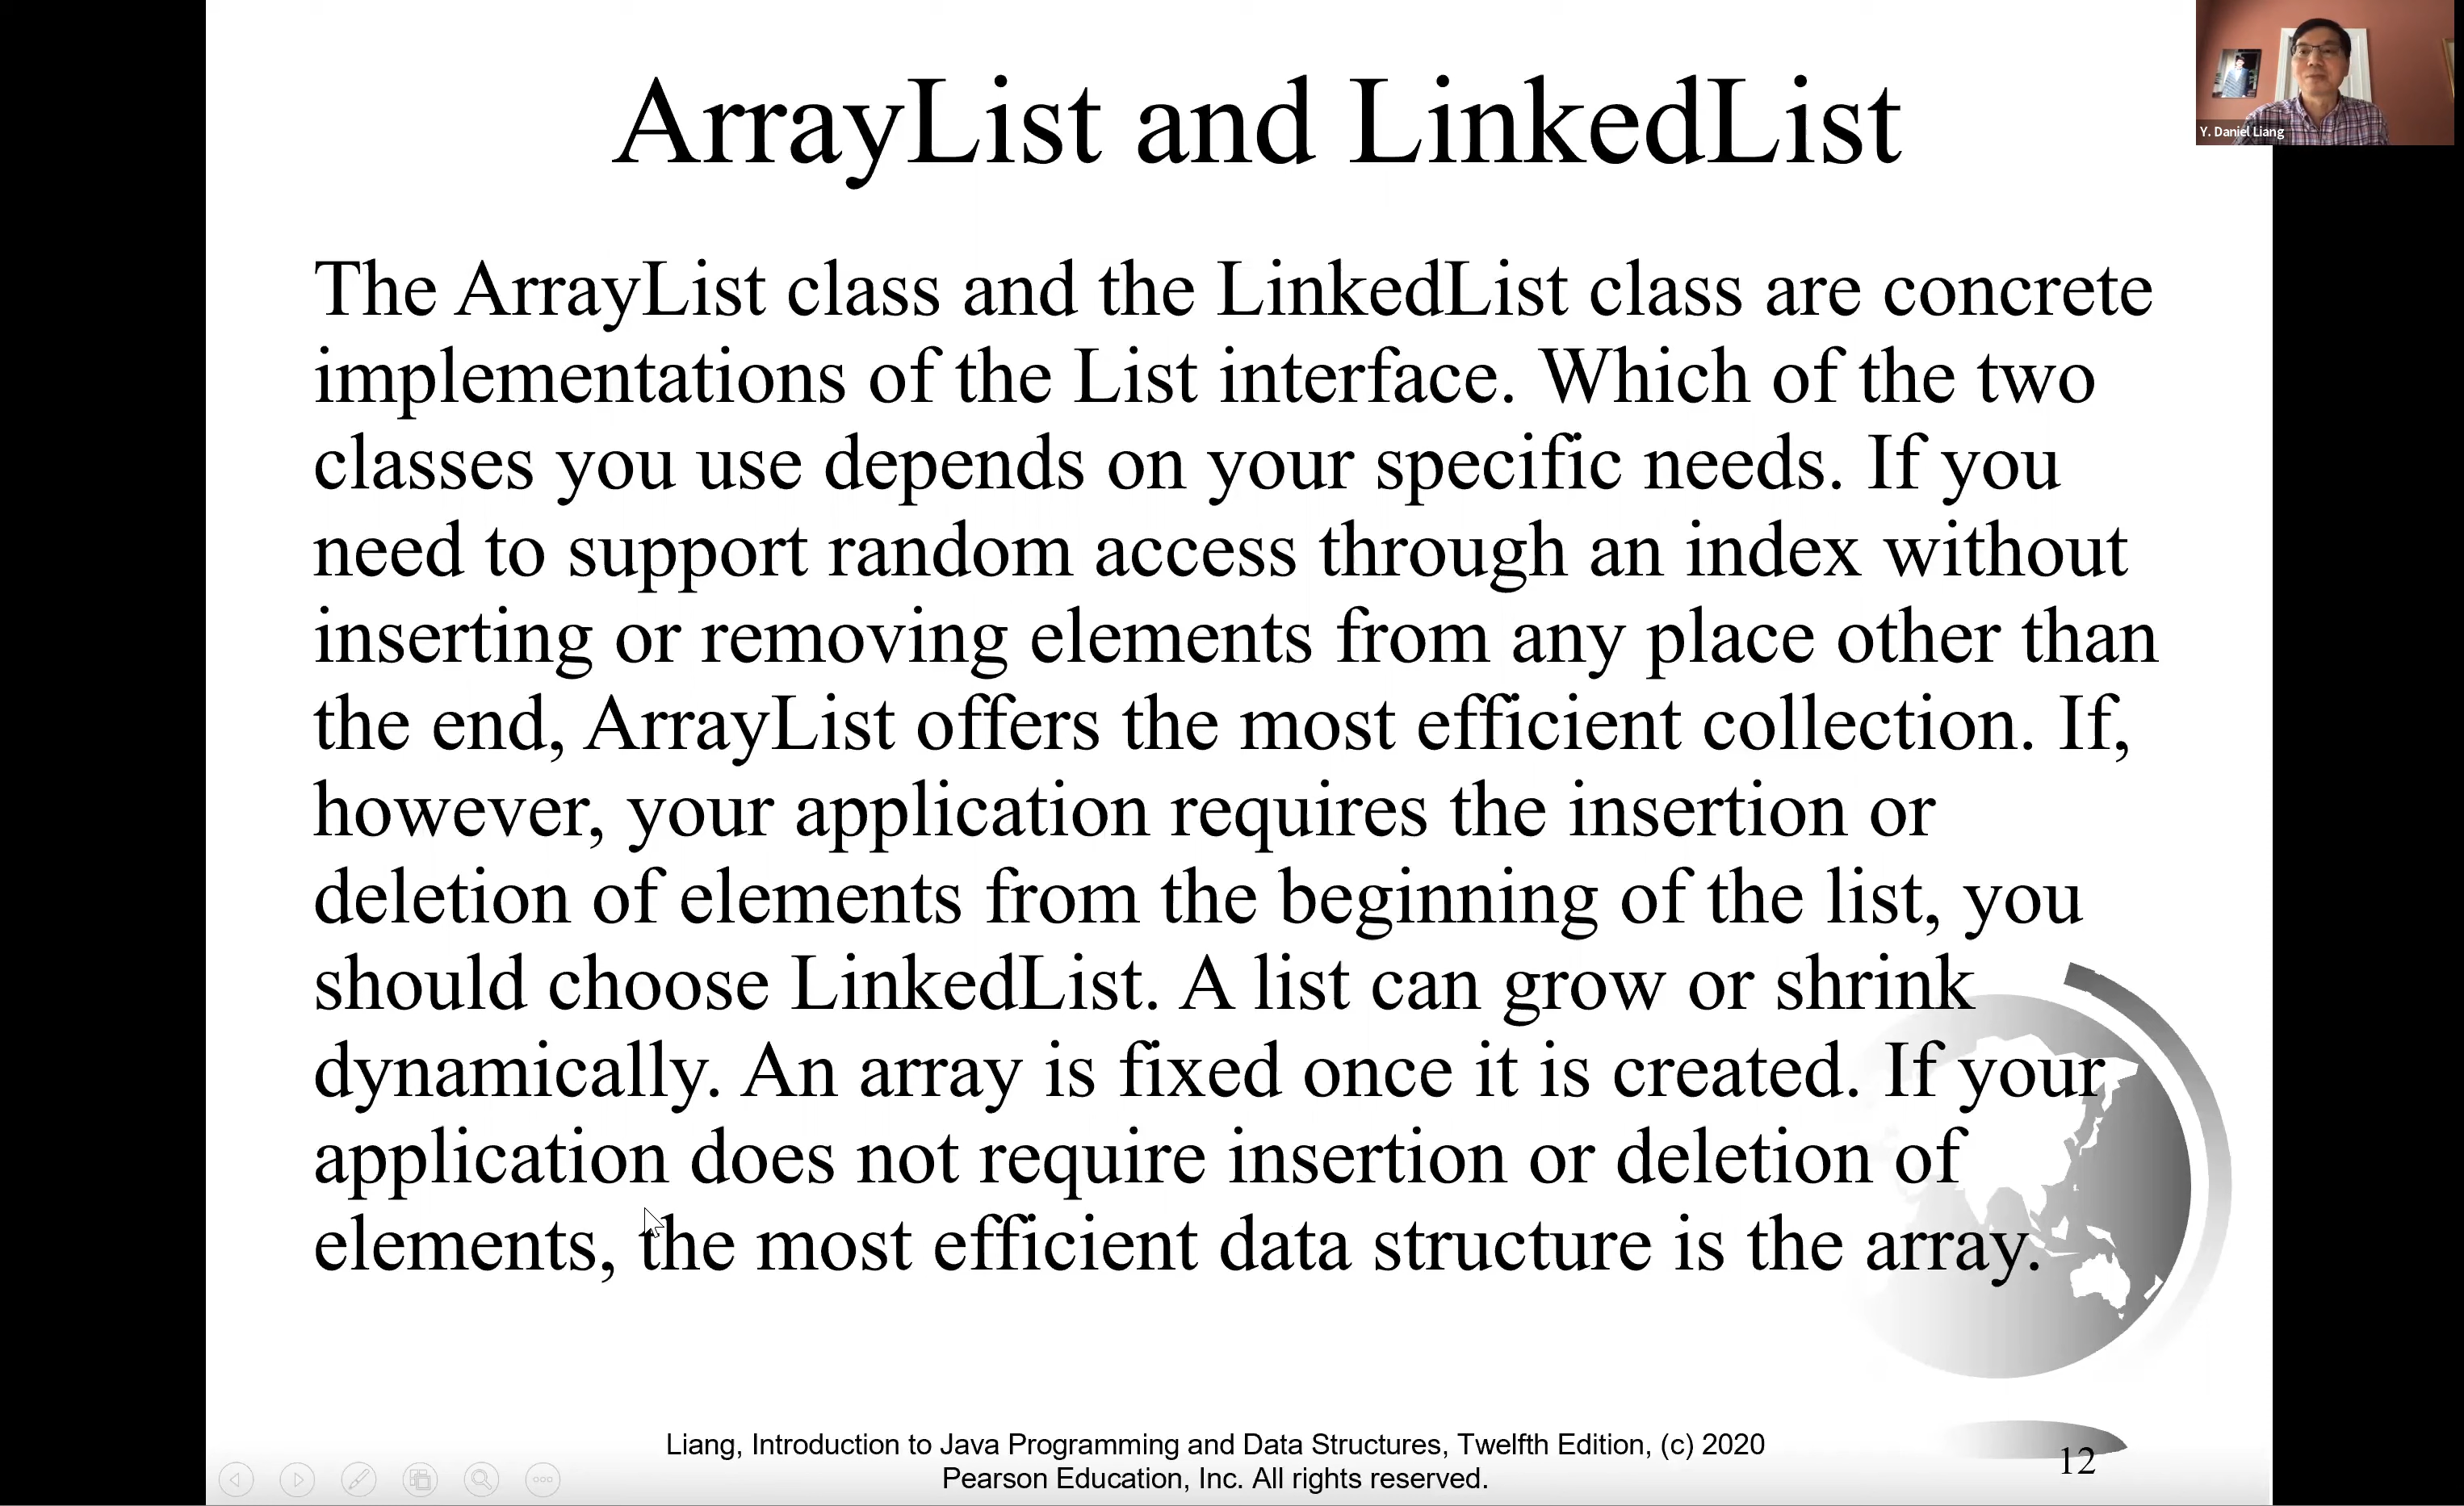 ArrayList and LinkedList
Y. Daniel Liang
The ArrayList class and the LinkedList class are concrete
implementations of the List interface. Which of the two
classes you use depends on your specific needs. If you
need to support random access through an index without
inserting or removing elements from any place other than
the end, ArrayList offers the most efficient collection. If,
however, your application requires the insertion or
deletion of elements from the beginning of the list, you
should choose LinkedList. A list can grow or shrink
dynamically. An array is fixed once it is created. If your
application does not require insertion or deletion of
elements, the most efficient data structure is the array.
Liang, Introduction to Java Programming and Data Structures, Twelfth Edition, (c) 2020
Pearson Education, Inc. All rights reserved.
12